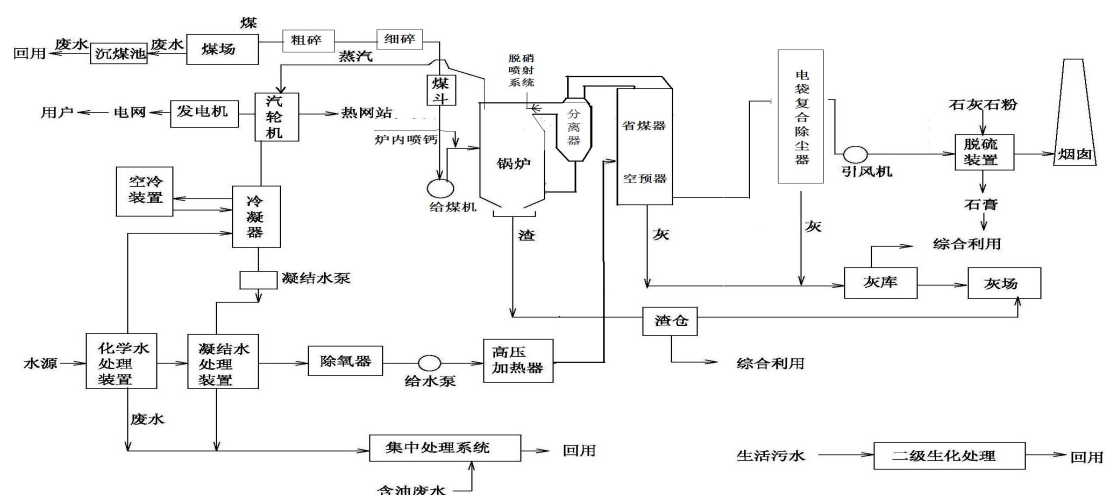 煤
回用
废水
沉煤池
废水
煤场
粗碎
细碎
蒸汽
脱硝
喷射
系统
煤斗
用户
电网
发电机
汽轮机
热网站
炉内喷钙
锅炉
分离器
省煤器
空预器
电袋复合除尘器
引风机
石灰石粉
脱硫
装置
烟囱
石膏
综合利用
空冷
装置
冷凝器
给煤机
渣
灰
灰
灰库
灰场
凝结水泵
渣仓
综合利用
水源
化学水
处理
装置
凝结水
处理
装置
除氧器
给水泵
高压
加热器
废水
集中处理系统
回用
含油废水
生活污水
二级生化处理
回用